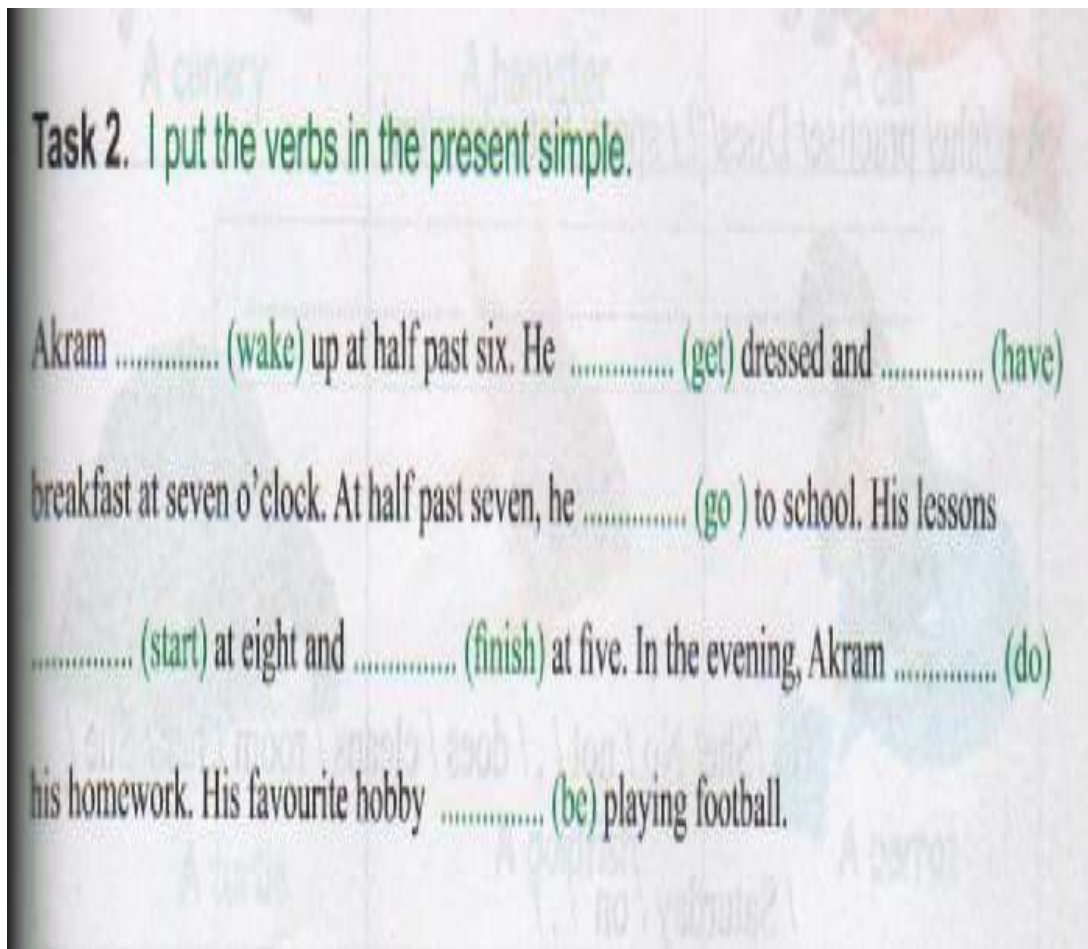 Task 2. I put the verbs in the present simple.
Akram .............. (wake) up at half past six. He .............. (get) dressed and .............. (have)
breakfast at seven o'clock. At half past seven, he .............. (go ) to school. His lessons
.............. (start) at eight and .............. (finish) at five. In the evening, Akram .............. (do)
his homework. His favourite hobby .............. (be) playing football.